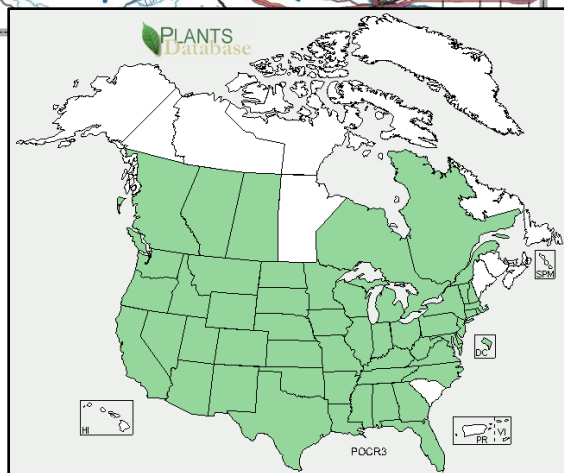 PLANTS
Database
SPM
DC
HI
PR VI
POCR3